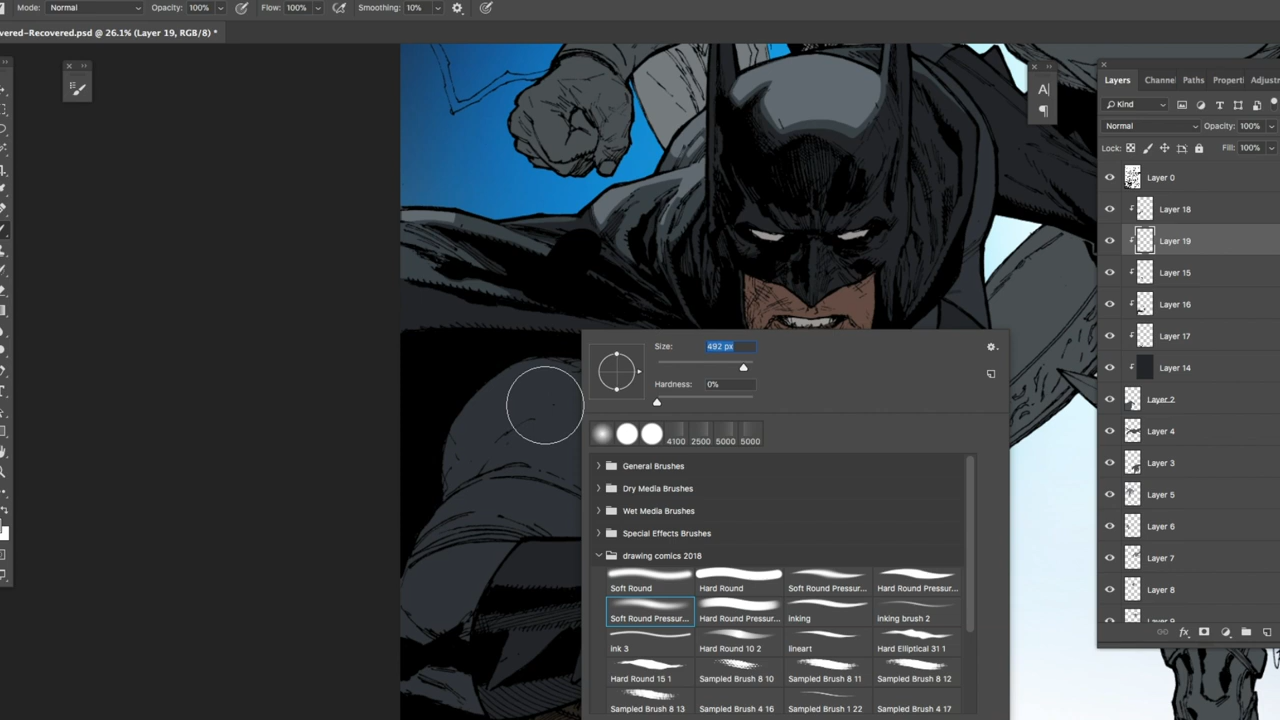 Mode: Normal Opacity: 100% Flow: 100% Smoothing: 10%
vered-Recovered.psd @ 26.1% (Layer 19, RGB/8) *
Layers Channe Paths Properti Adjustr
Kind
Normal Opacity: 100%
Lock: Fill: 100%
Layer 0
Layer 18
Layer 19
Layer 15
Layer 16
Layer 17
Layer 14
Layer 2
Layer 4
Layer 3
Layer 5
Layer 6
Layer 7
Layer 8
Size: 492 px
Hardness: 0%
4100 2500 5000 5000
General Brushes
Dry Media Brushes
Wet Media Brushes
Special Effects Brushes
drawing comics 2018
Soft Round Hard Round Soft Round Pressur... Hard Round Pressur...
Soft Round Pressur... Hard Round Pressur... inking inking brush 2
ink 3 Hard Round 10 2 lineart Hard Elliptical 31 1
Hard Round 15 1 Sampled Brush 8 10 Sampled Brush 8 11 Sampled Brush 8 12
Sampled Brush 8 13 Sampled Brush 4 16 Sampled Brush 1 22 Sampled Brush 4 17